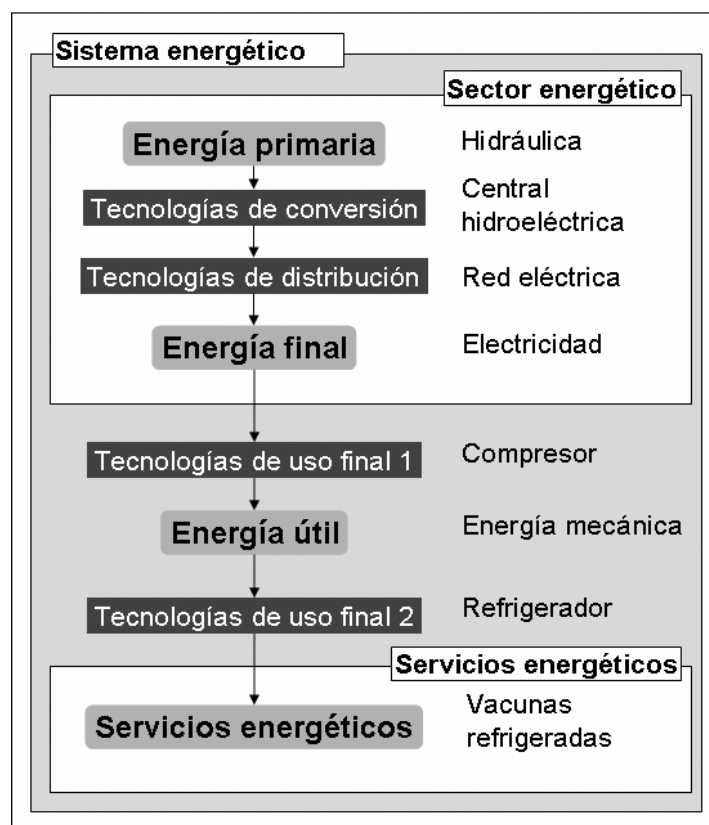 Sistema energético
Sector energético
Energía primaria
Hidráulica
Tecnologías de conversión
Central
hidroeléctrica
Tecnologías de distribución
Red eléctrica
Energía final
Electricidad
Tecnologías de uso final 1
Compresor
Energía útil
Energía mecánica
Tecnologías de uso final 2
Refrigerador
Servicios energéticos
Servicios energéticos
Vacunas
refrigeradas